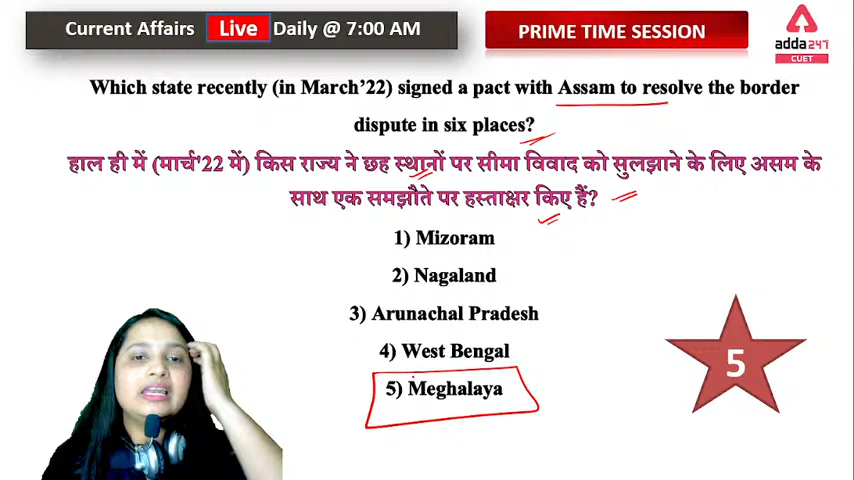 Current Affairs Live Daily @ 7:00 AM
PRIME TIME SESSION
adda247
CUET
Which state recently (in March'22) signed a pact with Assam to resolve the border
dispute in six places?
हाल ही में (मार्च'22 में) किस राज्य ने छह स्थानों पर सीमा विवाद को सुलझाने के लिए असम के
साथ एक समझौते पर हस्ताक्षर किए हैं?
1) Mizoram
2) Nagaland
3) Arunachal Pradesh
4) West Bengal
5) Meghalaya
5